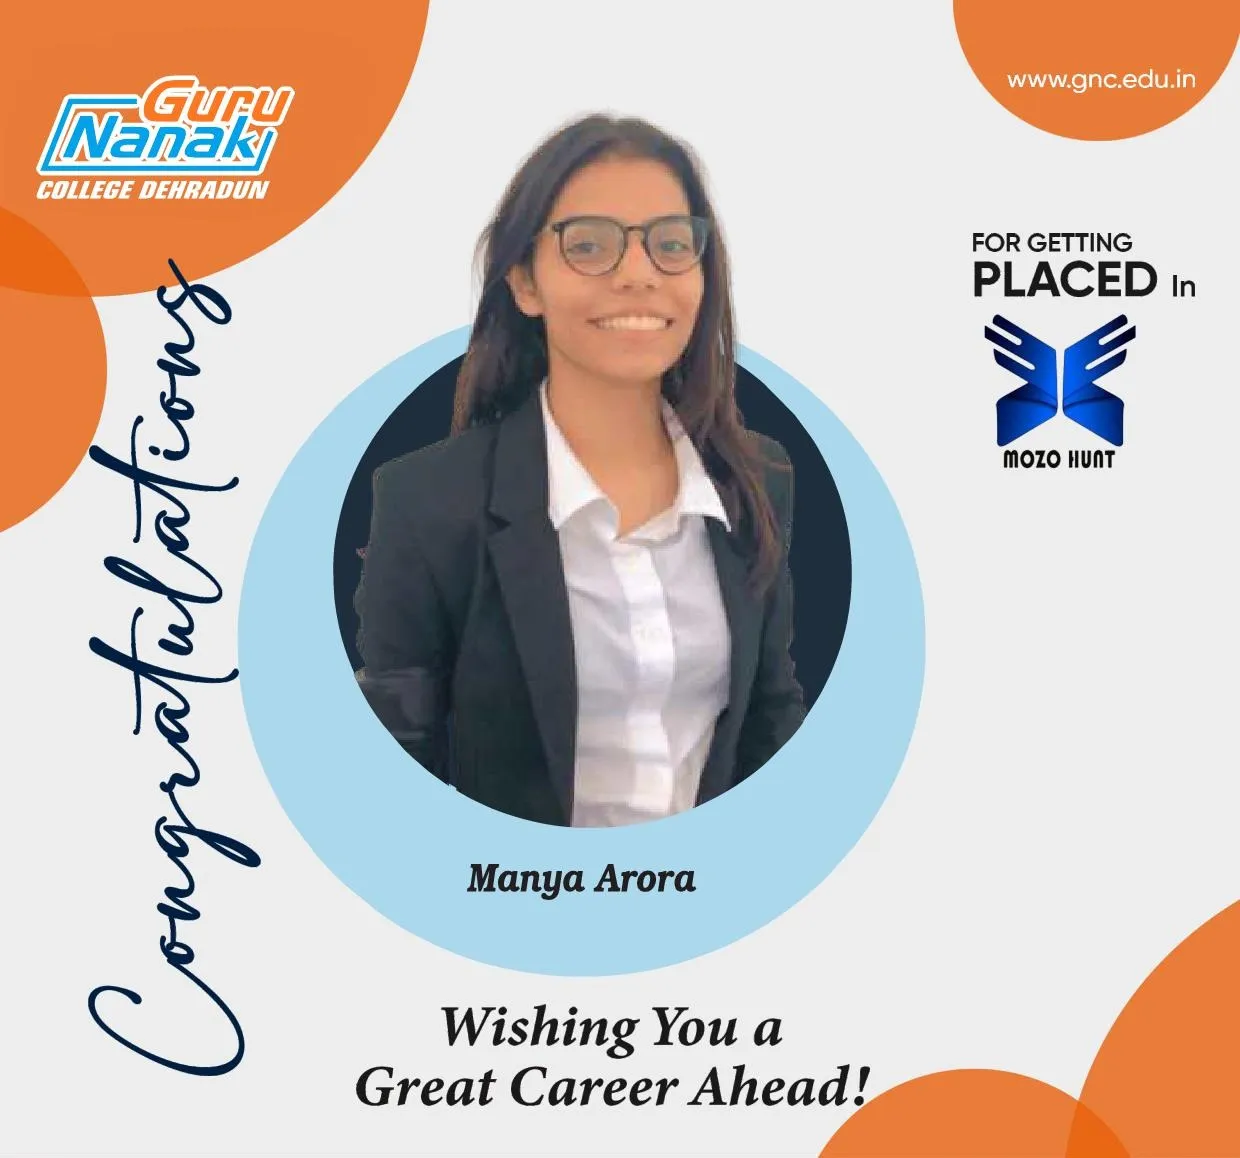 Guru
Nanak
COLLEGE DEHRADUN
www.gnc.edu.in
Congratulations
FOR GETTING
PLACED In
MOZO HUNT
Manya Arora
Wishing You a
Great Career Ahead!